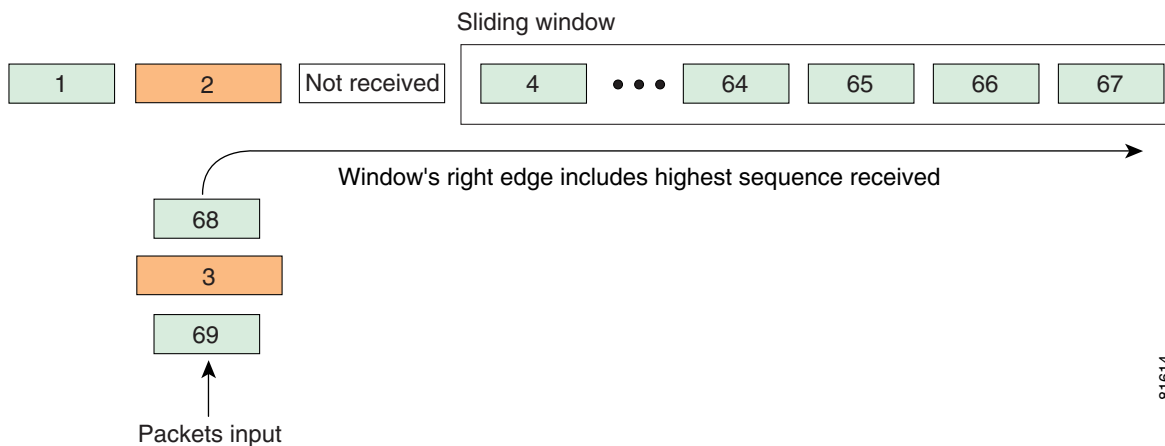 Sliding window
1 2 Not received 4 ••• 64 65 66 67
Window's right edge includes highest sequence received
68
3
69
Packets input
81614